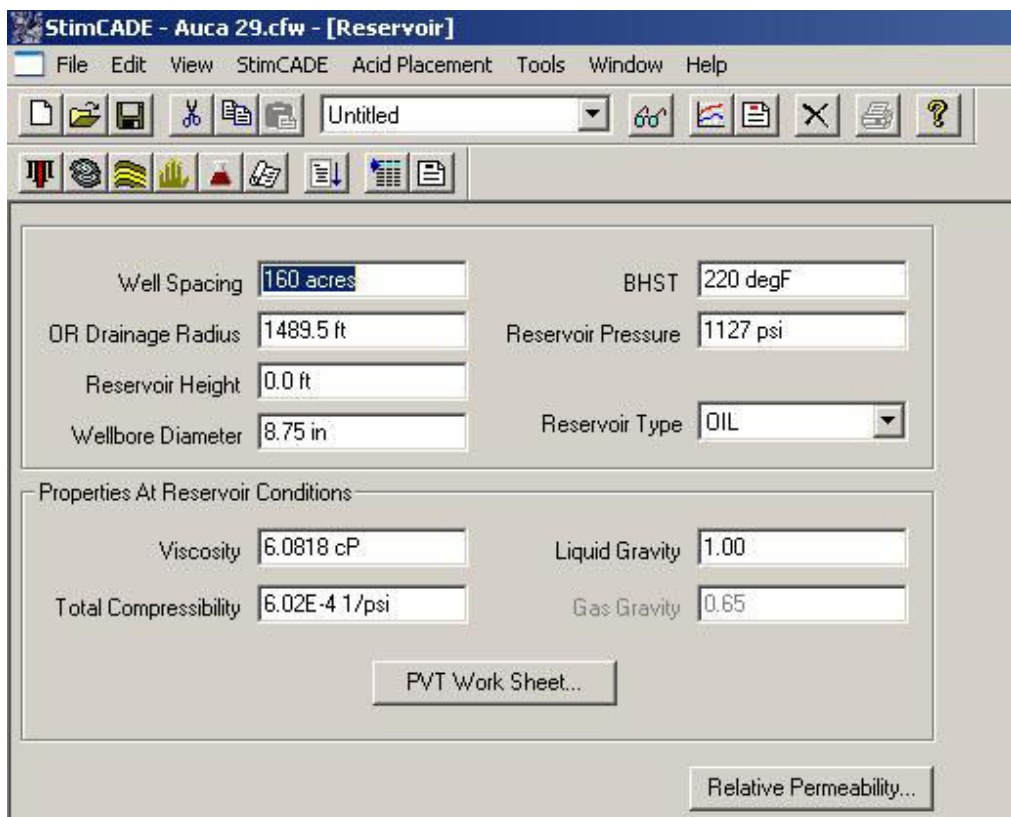 StimCADE - Auca 29.cfw - [Reservoir]
File Edit View StimCADE Acid Placement Tools Window Help
Untitled
Well Spacing 160 acres BHST 220 degF
OR Drainage Radius 1489.5 ft Reservoir Pressure 1127 psi
Reservoir Height 0.0 ft
Wellbore Diameter 8.75 in Reservoir Type OIL
Properties At Reservoir Conditions
Viscosity 6.0818 cP Liquid Gravity 1.00
Total Compressibility 6.02E-4 1/psi Gas Gravity 0.65
PVT Work Sheet...
Relative Permeability...